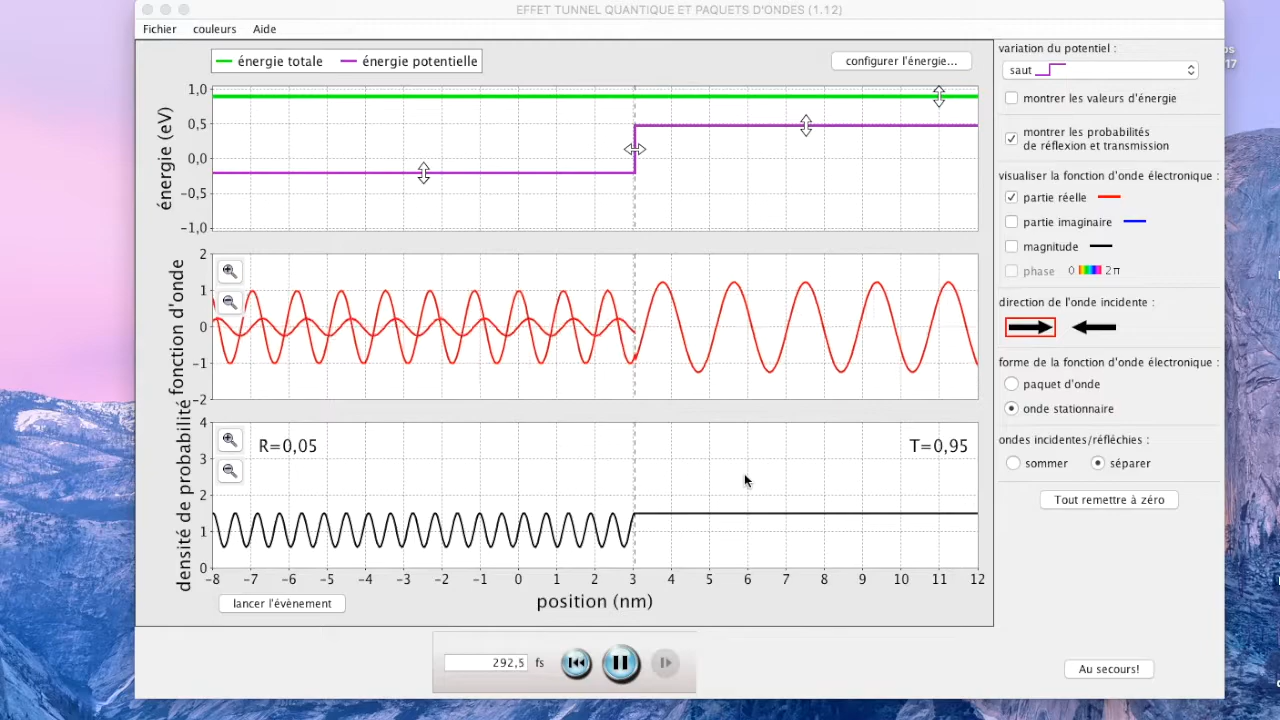 EFFET TUNNEL QUANTIQUE ET PAQUETS D'ONDES (1.12)
Fichier couleurs Aide
énergie totale énergie potentielle
configurer l'énergie...
énergie (eV)
1,0
0,5
0,0
-0,5
-1,0
fonction d'onde
2
1
0
-1
-2
densité de probabilité
4
3
2
1
0
R=0,05
T=0,95
-8 -7 -6 -5 -4 -3 -2 -1 0 1 2 3 4 5 6 7 8 9 10 11 12
position (nm)
lancer l'évènement
292,5 fs
variation du potentiel :
saut
montrer les valeurs d'énergie
montrer les probabilités
de réflexion et transmission
visualiser la fonction d'onde électronique :
partie réelle
partie imaginaire
magnitude
phase 0 2π
direction de l'onde incidente :
forme de la fonction d'onde électronique :
paquet d'onde
onde stationnaire
ondes incidentes/réfléchies :
sommer séparer
Tout remettre à zéro
Au secours!